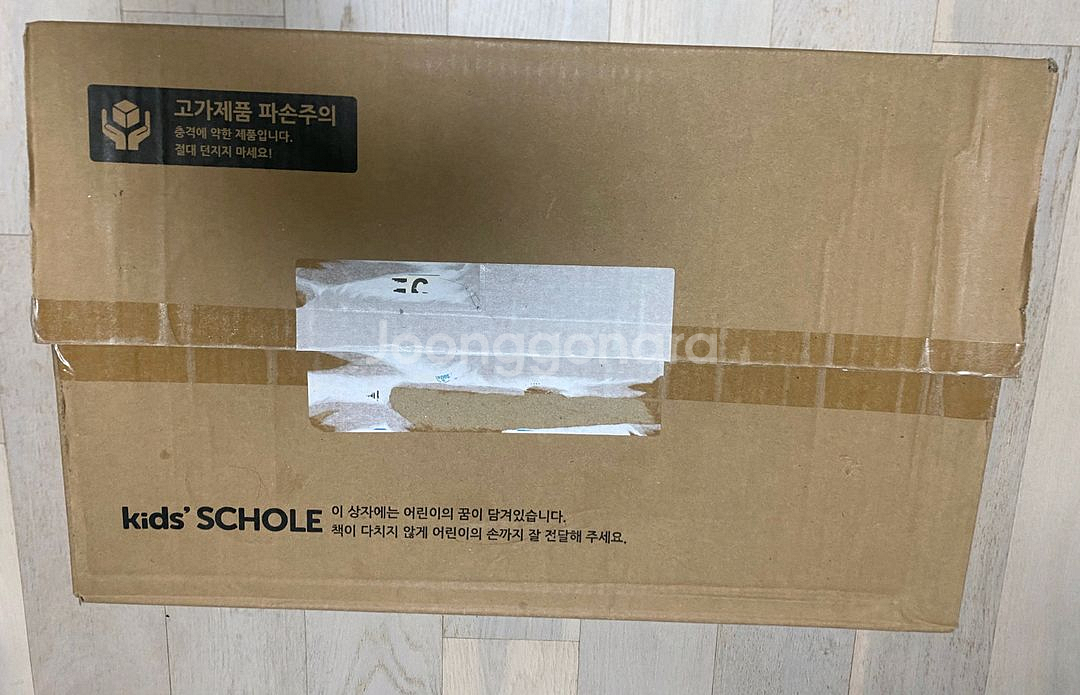 고가제품 파손주의
충격에 약한 제품입니다.
절대 던지지 마세요!
joonggonara
kids' SCHOLE
이 상자에는 어린이의 꿈이 담겨있습니다.
책이 다치지 않게 어린이의 손까지 잘 전달해 주세요.